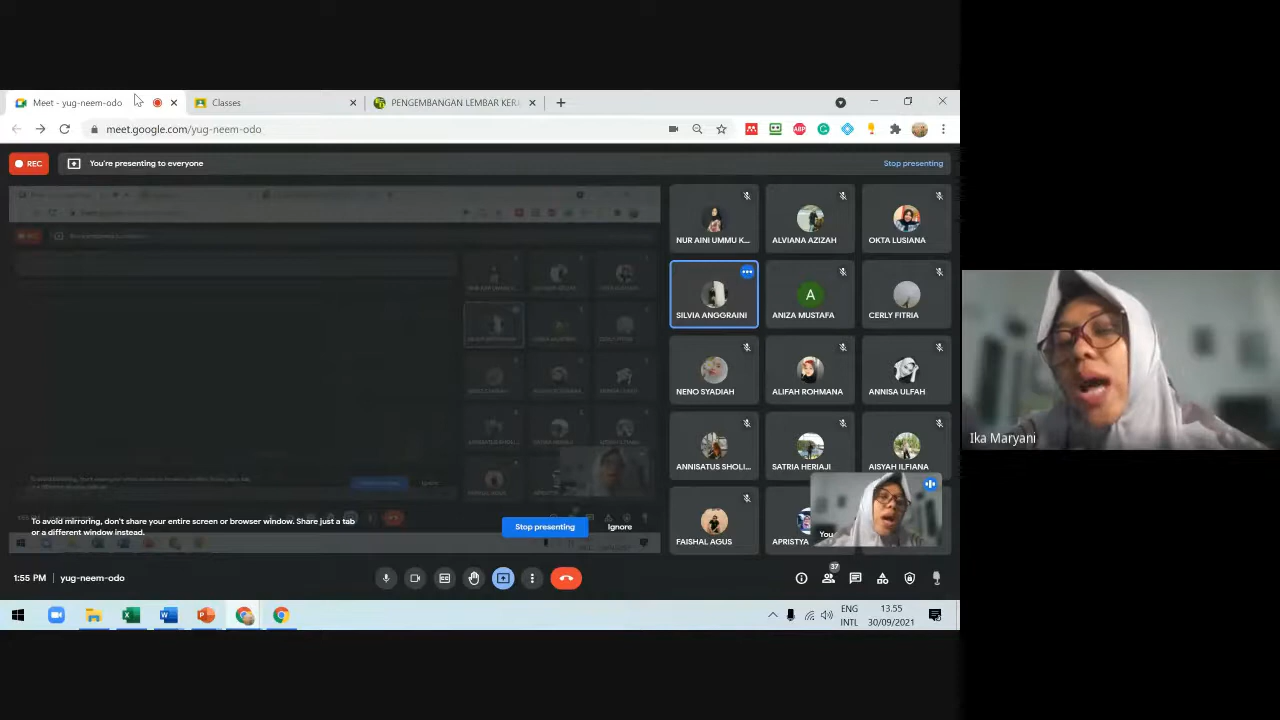 Meet - yug-neem-odo
Classes
PENGEMBANGAN LEMBAR KER
meet.google.com/yug-neem-odo
ABP
REC
You're presenting to everyone
Stop presenting
NUR AINI UMMU K...
ALVIANA AZIZAH
OKTA LUSIANA
SILVIA ANGGRAINI
A
ANIZA MUSTAFA
CERLY FITRIA
NENO SYADIAH
ALIFAH ROHMANA
ANNISA ULFAH
ANNISATUS SHOLI...
SATRIA HERIAJI
AISYAH ILFIANA
FAISHAL AGUS
APRISTYA
You
To avoid mirroring, don't share your entire screen or browser window. Share just a tab
or a different window instead.
Stop presenting
Ignore
1:55 PM
yug-neem-odo
37
ENG
INTL
13.55
30/09/2021
Ika Maryani